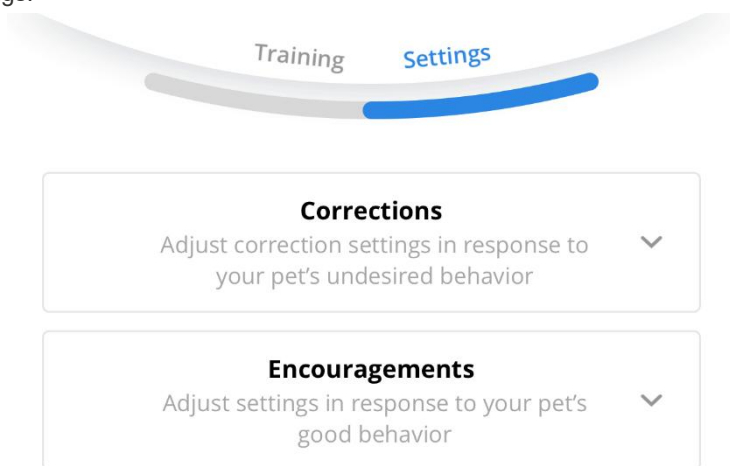 gs.
Training Settings
Corrections
Adjust correction settings in response to
your pet's undesired behavior
Encouragements
Adjust settings in response to your pet's
good behavior